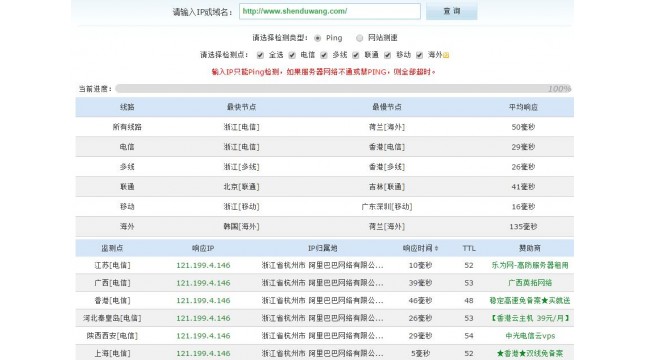 请输入IP或域名： http://www.shenduwang.com/ 查 询
请选择检测类型： Ping 网站测速
请选择检测点： 全选 电信 多线 联通 移动 海外
输入IP只能Ping检测，如果服务器网络不通或禁PING，则全部超时。
当前进度： 100%
线路 最快节点 最慢节点 平均响应
所有线路 浙江[电信] 荷兰[海外] 50毫秒
电信 浙江[电信] 香港[电信] 29毫秒
多线 浙江[多线] 香港[多线] 26毫秒
联通 北京[联通] 吉林[联通] 41毫秒
移动 浙江[移动] 广东深圳[移动] 16毫秒
海外 韩国[海外] 荷兰[海外] 135毫秒
监测点 响应IP IP归属地 响应时间 TTL 赞助商
江苏[电信] 121.199.4.146 浙江省杭州市 阿里巴巴网络有限公... 10毫秒 52 乐为网-高防服务器租用
广西[电信] 121.199.4.146 浙江省杭州市 阿里巴巴网络有限公... 39毫秒 53 广西英拓网络
香港[电信] 121.199.4.146 浙江省杭州市 阿里巴巴网络有限公... 46毫秒 48 稳定高速免备案★买就送
河北秦皇岛[电信] 121.199.4.146 浙江省杭州市 阿里巴巴网络有限公... 26毫秒 53 【香港云主机 39元/月】
陕西西安[电信] 121.199.4.146 浙江省杭州市 阿里巴巴网络有限公... 29毫秒 54 中光电信云vps
上海[电信] 121.199.4.146 浙江省杭州市 阿里巴巴网络有限公... 5毫秒 52 ★香港★双线免备案